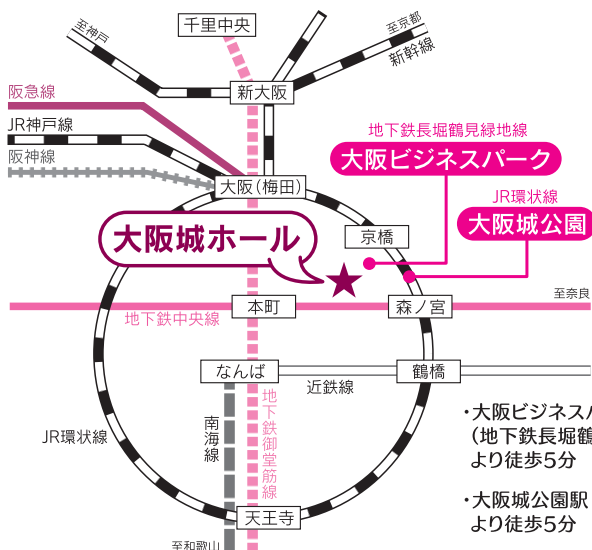 至神戸
千里中央
至京都
新幹線
新大阪
阪急線
JR神戸線
阪神線
地下鉄長堀鶴見緑地線
大阪ビジネスパーク
大阪(梅田)
JR環状線
大阪城公園
大阪城ホール
京橋
至奈良
地下鉄中央線
本町
森ノ宮
なんば
近鉄線
鶴橋
地下鉄御堂筋線
南海線
JR環状線
・大阪ビジネスパ
(地下鉄長堀鶴
より徒歩5分
・大阪城公園駅
より徒歩5分
天王寺
至和歌山